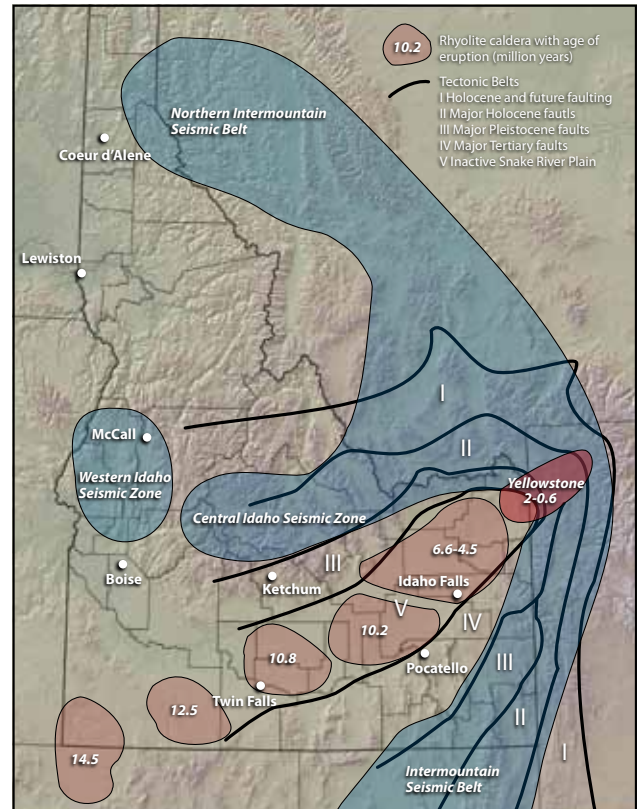 10.2
Rhyolite caldera with age of
eruption (million years)
Tectonic Belts
I Holocene and future faulting
II Major Holocene fautls
III Major Pleistocene faults
IV Major Tertiary faults
V Inactive Snake River Plain
Northern Intermountain
Seismic Belt
Coeur d'Alene
Lewiston
I
McCall
II
Western Idaho
Seismic Zone
Yellowstone
2-0.6
Central Idaho Seismic Zone
6.6-4.5
III
Boise
Ketchum
Idaho Falls
V
IV
10.2
10.8
III
Pocatello
Twin Falls
12.5
II
14.5
I
Intermountain
Seismic Belt